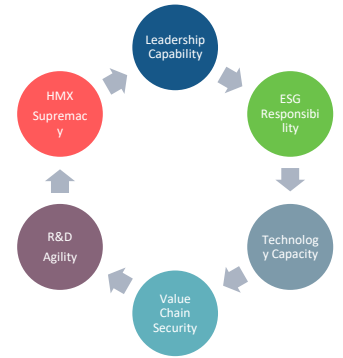 Leadership
Capability
ESG
Responsibi
lity
Technolog
y Capacity
Value
Chain
Security
R&D
Agility
HMX
Supremac
y